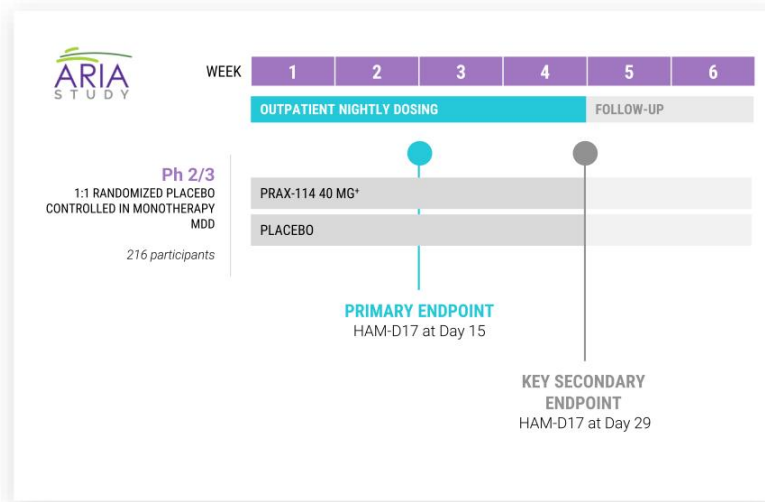 ARIA
STUDY
WEEK 1 2 3 4 5 6
OUTPATIENT NIGHTLY DOSING FOLLOW-UP
Ph 2/3
1:1 RANDOMIZED PLACEBO
CONTROLLED IN MONOTHERAPY
MDD
216 participants
PRAX-114 40 MG⁺
PLACEBO
PRIMARY ENDPOINT
HAM-D17 at Day 15
KEY SECONDARY
ENDPOINT
HAM-D17 at Day 29